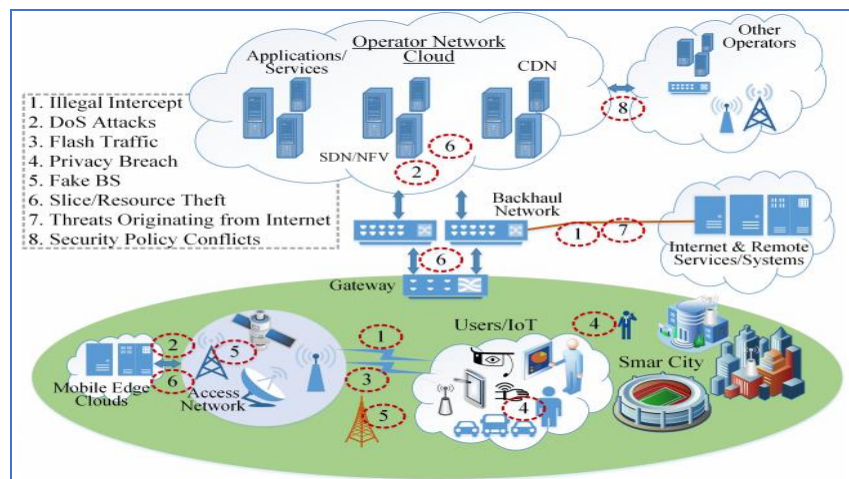 Operator Network
Cloud
Applications/
Services
CDN
Other
Operators
1. Illegal Intercept
2. DoS Attacks
3. Flash Traffic
4. Privacy Breach
5. Fake BS
6. Slice/Resource Theft
7. Threats Originating from Internet
8. Security Policy Conflicts
8
6
SDN/NFV
2
Backhaul
Network
1
7
Internet & Remote
Services/Systems
6
Gateway
Users/IoT
4
1
2
5
Smar City
Mobile Edge
Clouds
6
Access
Network
3
5
4